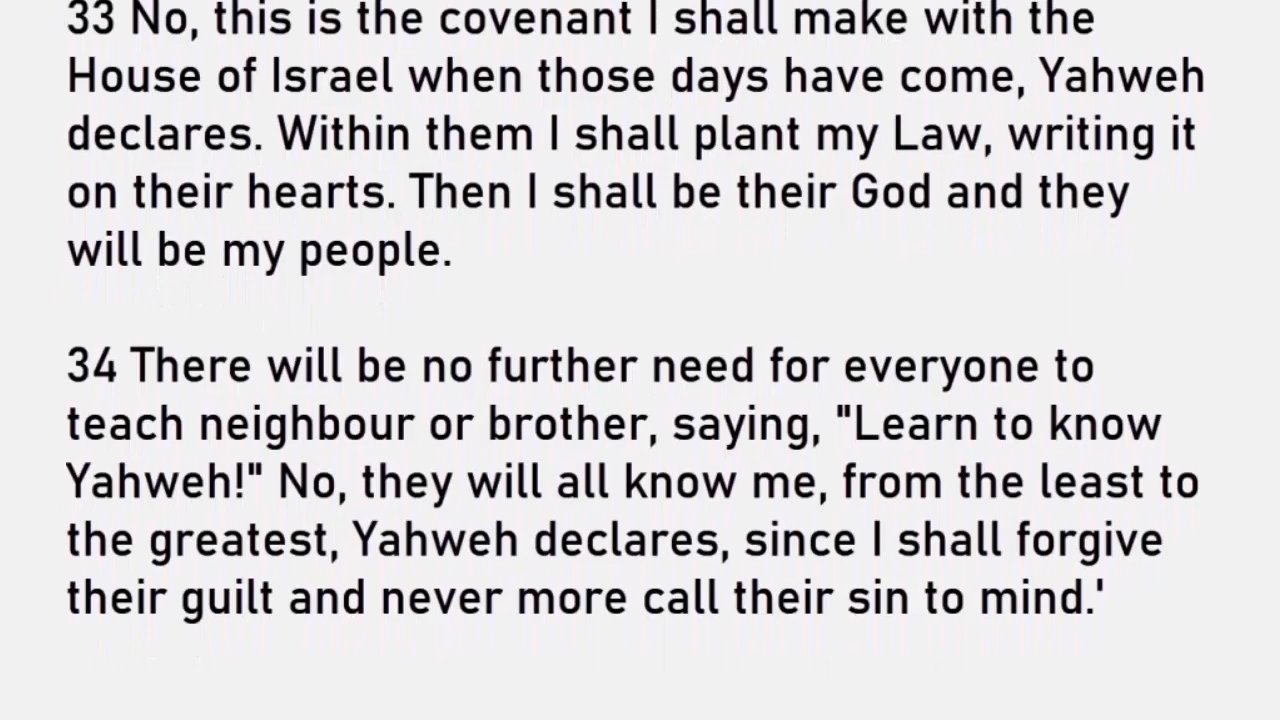 33 No, this is the covenant I shall make with the
House of Israel when those days have come, Yahweh
declares. Within them I shall plant my Law, writing it
on their hearts. Then I shall be their God and they
will be my people.
34 There will be no further need for everyone to
teach neighbour or brother, saying, "Learn to know
Yahweh!" No, they will all know me, from the least to
the greatest, Yahweh declares, since I shall forgive
their guilt and never more call their sin to mind.'